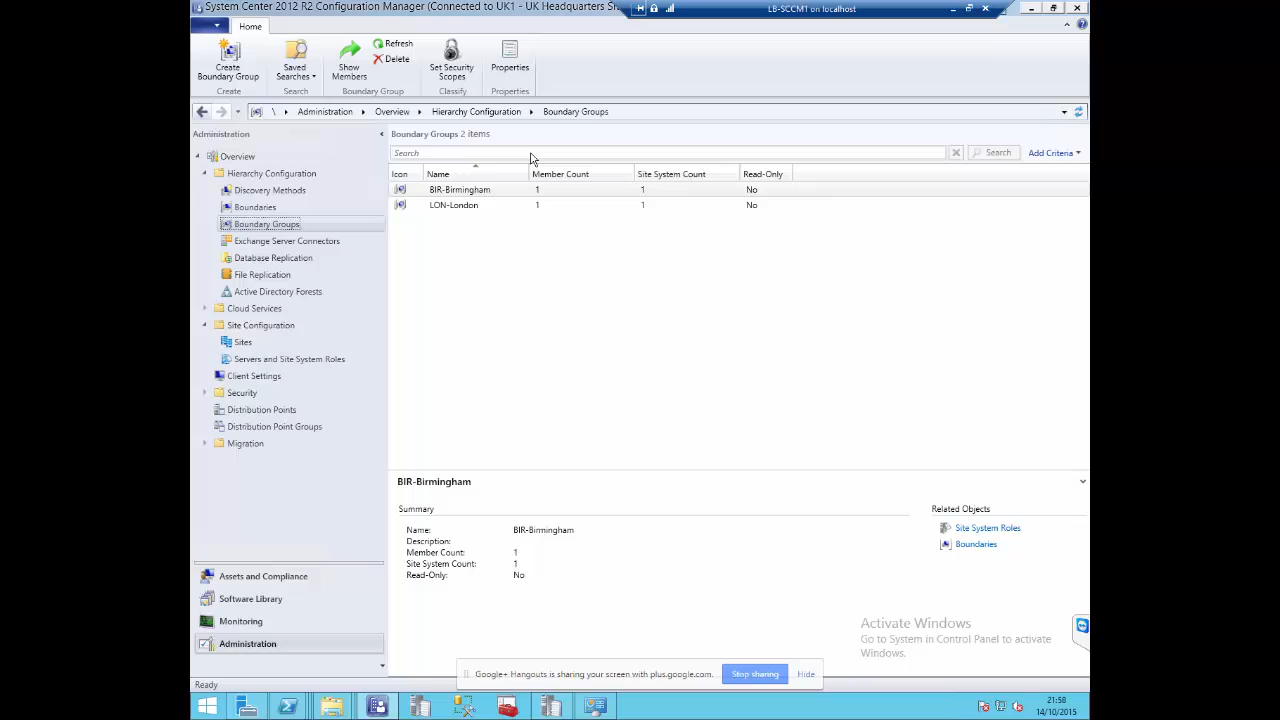 System Center 2012 R2 Configuration Manager (Connected to UK1 - UK Headquarters
LB-SCCM1 on localhost
Home
Refresh
Delete
Create Saved Show Set Security Properties
Boundary Group Searches Members Scopes
Create Search Boundary Group Classify Properties
\ Administration Overview Hierarchy Configuration Boundary Groups
Administration
Overview
Hierarchy Configuration
Discovery Methods
Boundaries
Boundary Groups
Exchange Server Connectors
Database Replication
File Replication
Active Directory Forests
Cloud Services
Site Configuration
Sites
Servers and Site System Roles
Client Settings
Security
Distribution Points
Distribution Point Groups
Migration
Assets and Compliance
Software Library
Monitoring
Administration
Boundary Groups 2 items
Search Search Add Criteria
Icon Name Member Count Site System Count Read-Only
BIR-Birmingham 1 1 No
LON-London 1 1 No
BIR-Birmingham
Summary
Name: BIR-Birmingham
Description:
Member Count: 1
Site System Count: 1
Read-Only: No
Related Objects
Site System Roles
Boundaries
Activate Windows
Go to System in Control Panel to activate
Windows.
Google+ Hangouts is sharing your screen with plus.google.com. Stop sharing Hide
Ready
21:58
14/10/2015